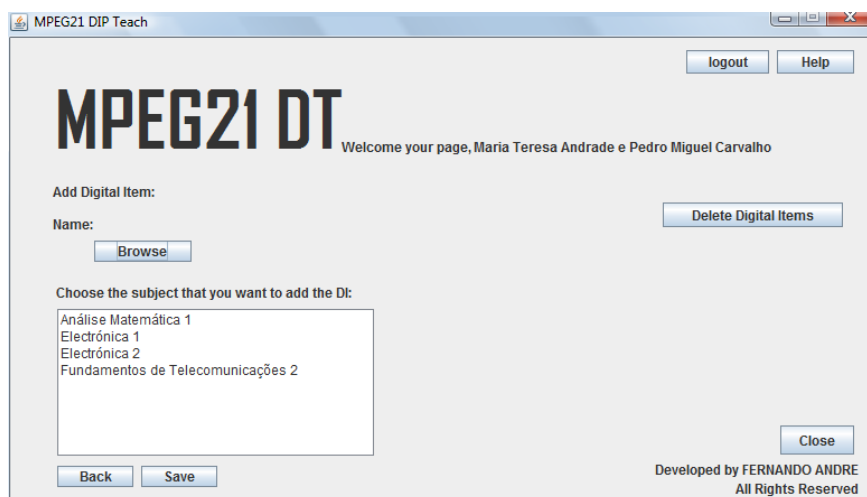 MPEG21 DIP Teach
logout Help
MPEG21 DT
Welcome your page, Maria Teresa Andrade e Pedro Miguel Carvalho
Add Digital Item:
Delete Digital Items
Name:
Browse
Choose the subject that you want to add the DI:
Análise Matemática 1
Electrónica 1
Electrónica 2
Fundamentos de Telecomunicações 2
Close
Back Save
Developed by FERNANDO ANDRE
All Rights Reserved